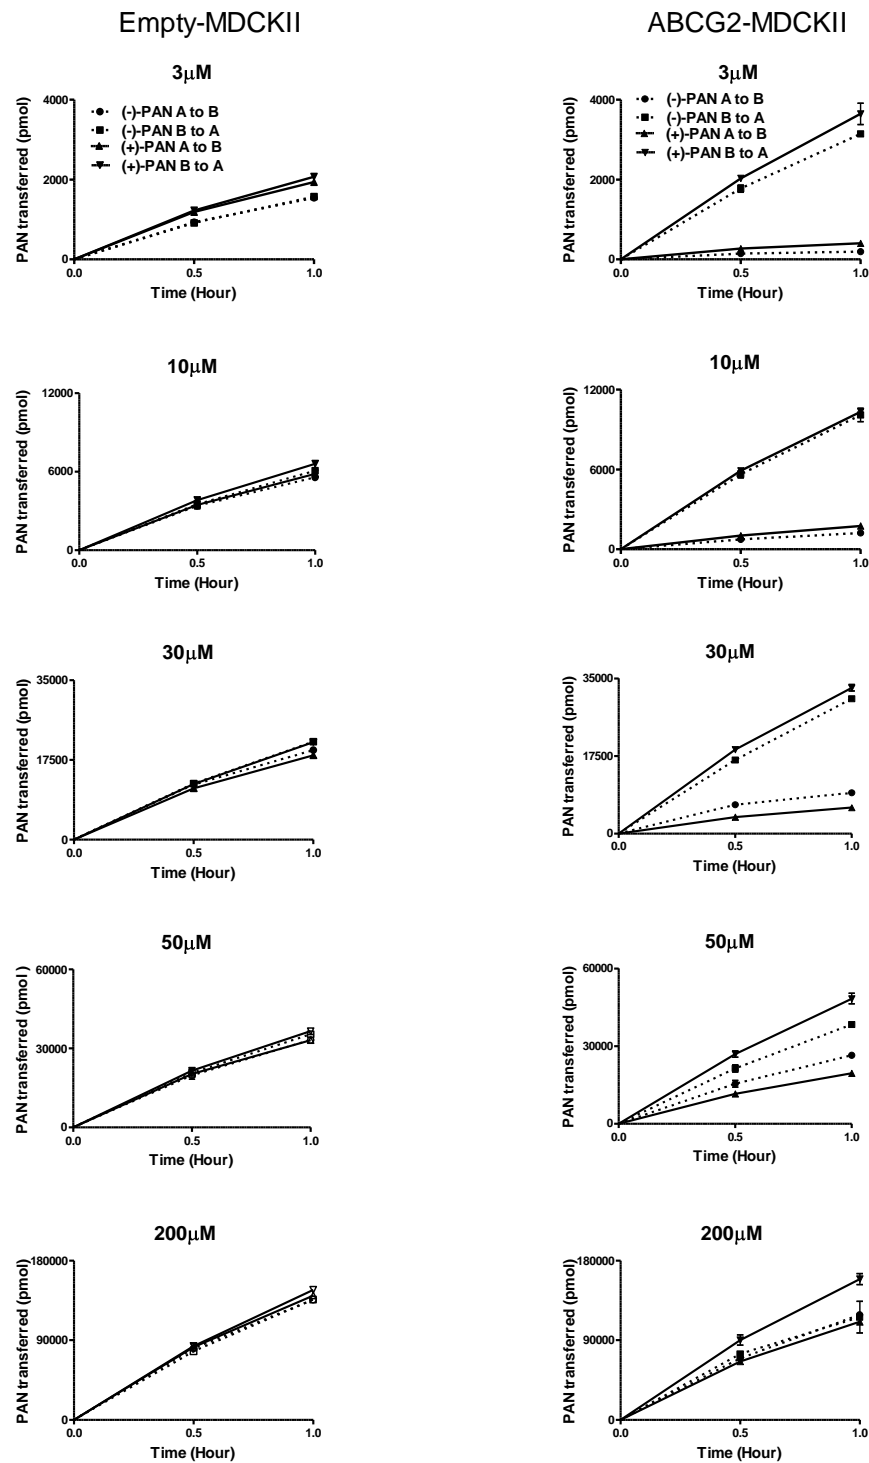 Empty-MDCKII
3μM
4000
2000
0
0.0 0.5 1.0
PAN transferred (pmol)
Time (Hour)
(-)-PAN A to B
(-)-PAN B to A
(+)-PAN A to B
(+)-PAN B to A
10μM
12000
6000
0
0.0 0.5 1.0
PAN transferred (pmol)
Time (Hour)
30μM
35000
17500
0
0.0 0.5 1.0
PAN transferred (pmol)
Time (Hour)
50μM
60000
30000
0
0.0 0.5 1.0
PAN transferred (pmol)
Time (Hour)
200μM
180000
90000
0
0.0 0.5 1.0
PAN transferred (pmol)
Time (Hour)
ABCG2-MDCKII
3μM
4000
2000
0
0.0 0.5 1.0
PAN transferred (pmol)
Time (Hour)
(-)-PAN A to B
(-)-PAN B to A
(+)-PAN A to B
(+)-PAN B to A
10μM
12000
6000
0
0.0 0.5 1.0
PAN transferred (pmol)
Time (Hour)
30μM
35000
17500
0
0.0 0.5 1.0
PAN transferred (pmol)
Time (Hour)
50μM
60000
30000
0
0.0 0.5 1.0
PAN transferred (pmol)
Time (Hour)
200μM
180000
90000
0
0.0 0.5 1.0
PAN transferred (pmol)
Time (Hour)